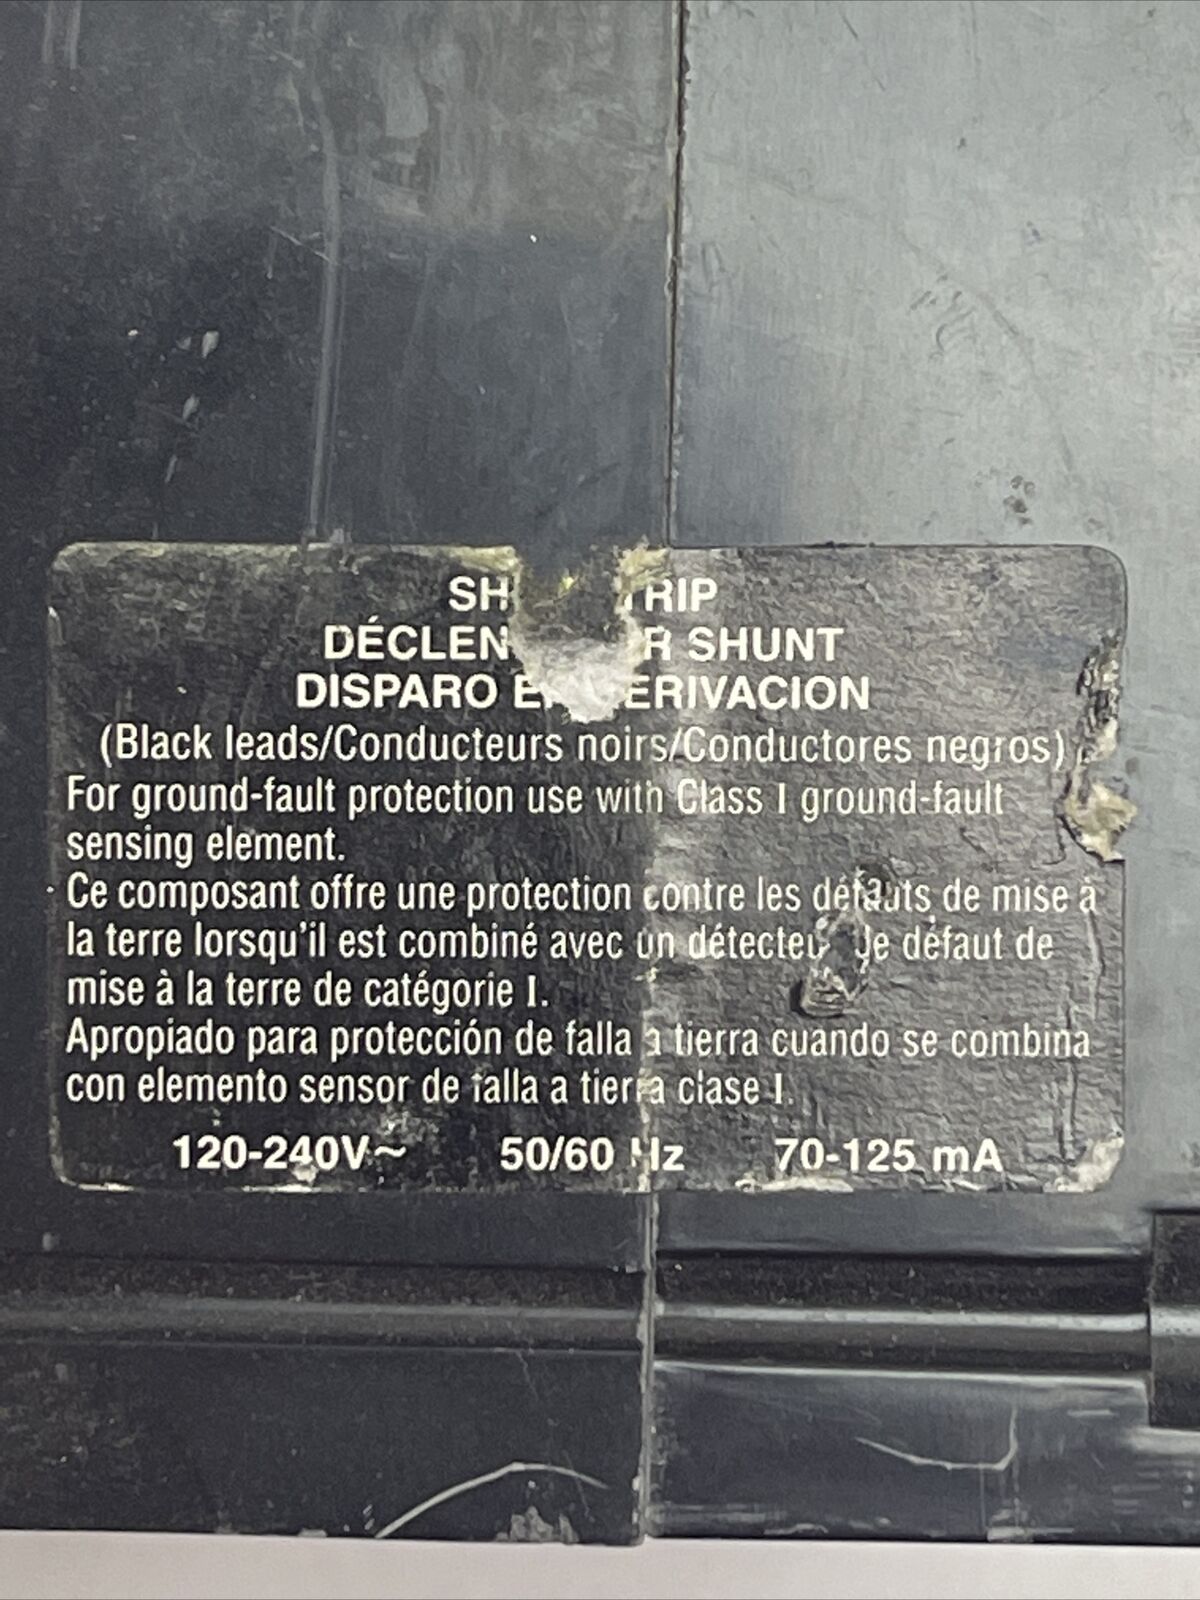 SH TRIP
DÉCLEN R SHUNT
DISPARO E ERIVACION
(Black leads/Conducteurs noirs/Conductores negros)
For ground-fault protection use with Class I ground-fault
sensing element.
Ce composant offre une protection contre les défauts de mise à
la terre lorsqu'il est combiné avec un détecteu de défaut de
mise à la terre de catégorie I.
Apropiado para protección de falla a tierra cuando se combina
con elemento sensor de falla a tierra clase I.
120-240V~ 50/60 Hz 70-125 mA